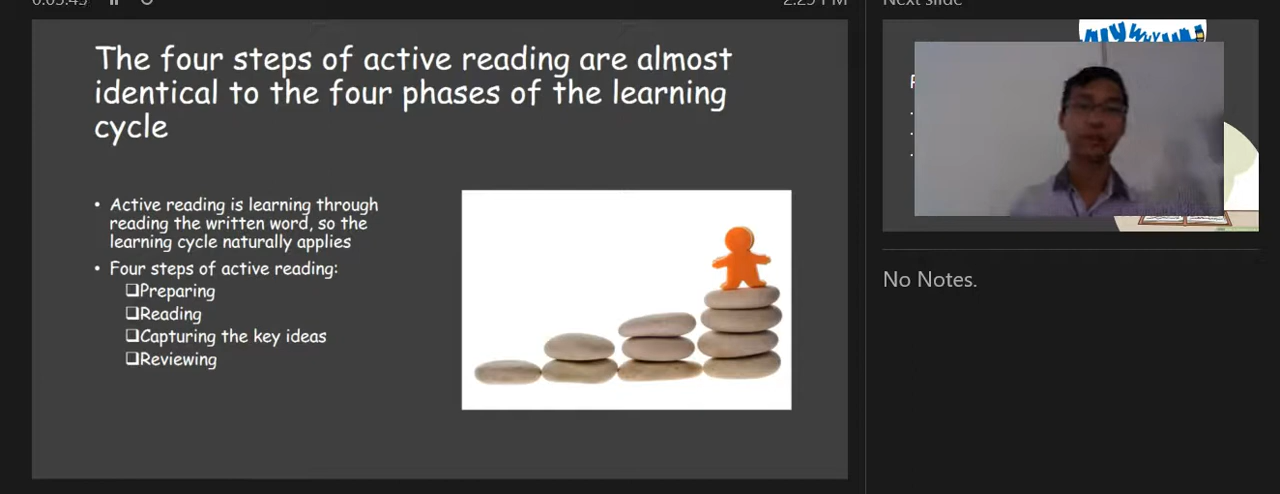 The four steps of active reading are almost
identical to the four phases of the learning
cycle
• Active reading is learning through
reading the written word, so the
learning cycle naturally applies
• Four steps of active reading:
❑Preparing
❑Reading
❑Capturing the key ideas
❑Reviewing
Next slide
No Notes.